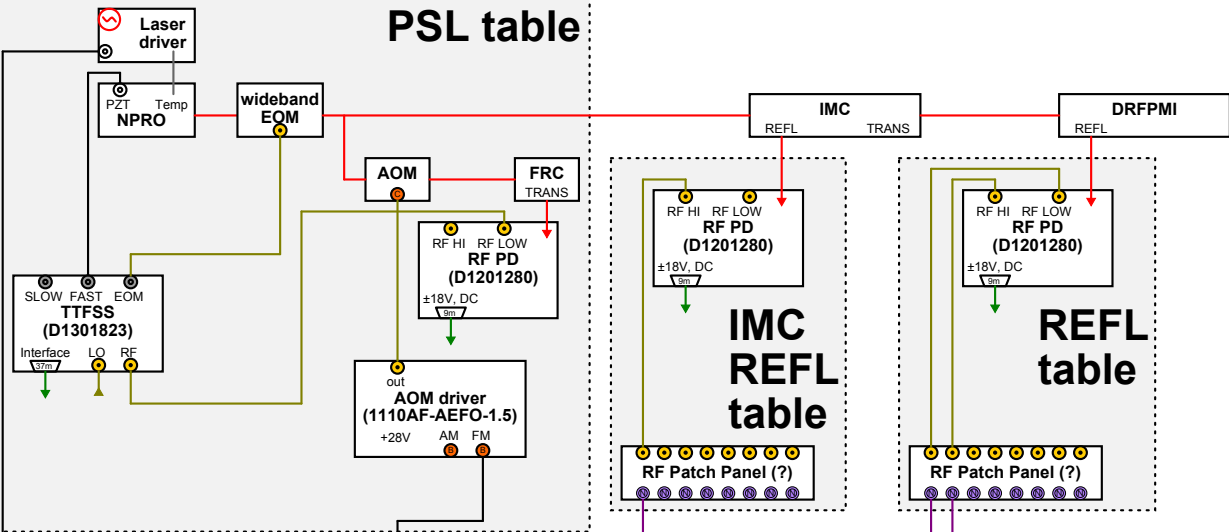 PSL table
Laser
driver
PZT Temp
NPRO
wideband
EOM
IMC
REFL TRANS
DRFPMI
REFL
AOM
C
FRC
TRANS
RF HI RF LOW
RF PD
(D1201280)
±18V, DC
9m
RF HI RF LOW
RF PD
(D1201280)
±18V, DC
9m
RF HI RF LOW
RF PD
(D1201280)
±18V, DC
9m
SLOW FAST EOM
TTFSS
(D1301823)
Interface LO RF
37m
out
AOM driver
(1110AF-AEFO-1.5)
+28V AM FM
B B
IMC
REFL
table
REFL
table
RF Patch Panel (?)
N N N N N N N N
RF Patch Panel (?)
N N N N N N N N